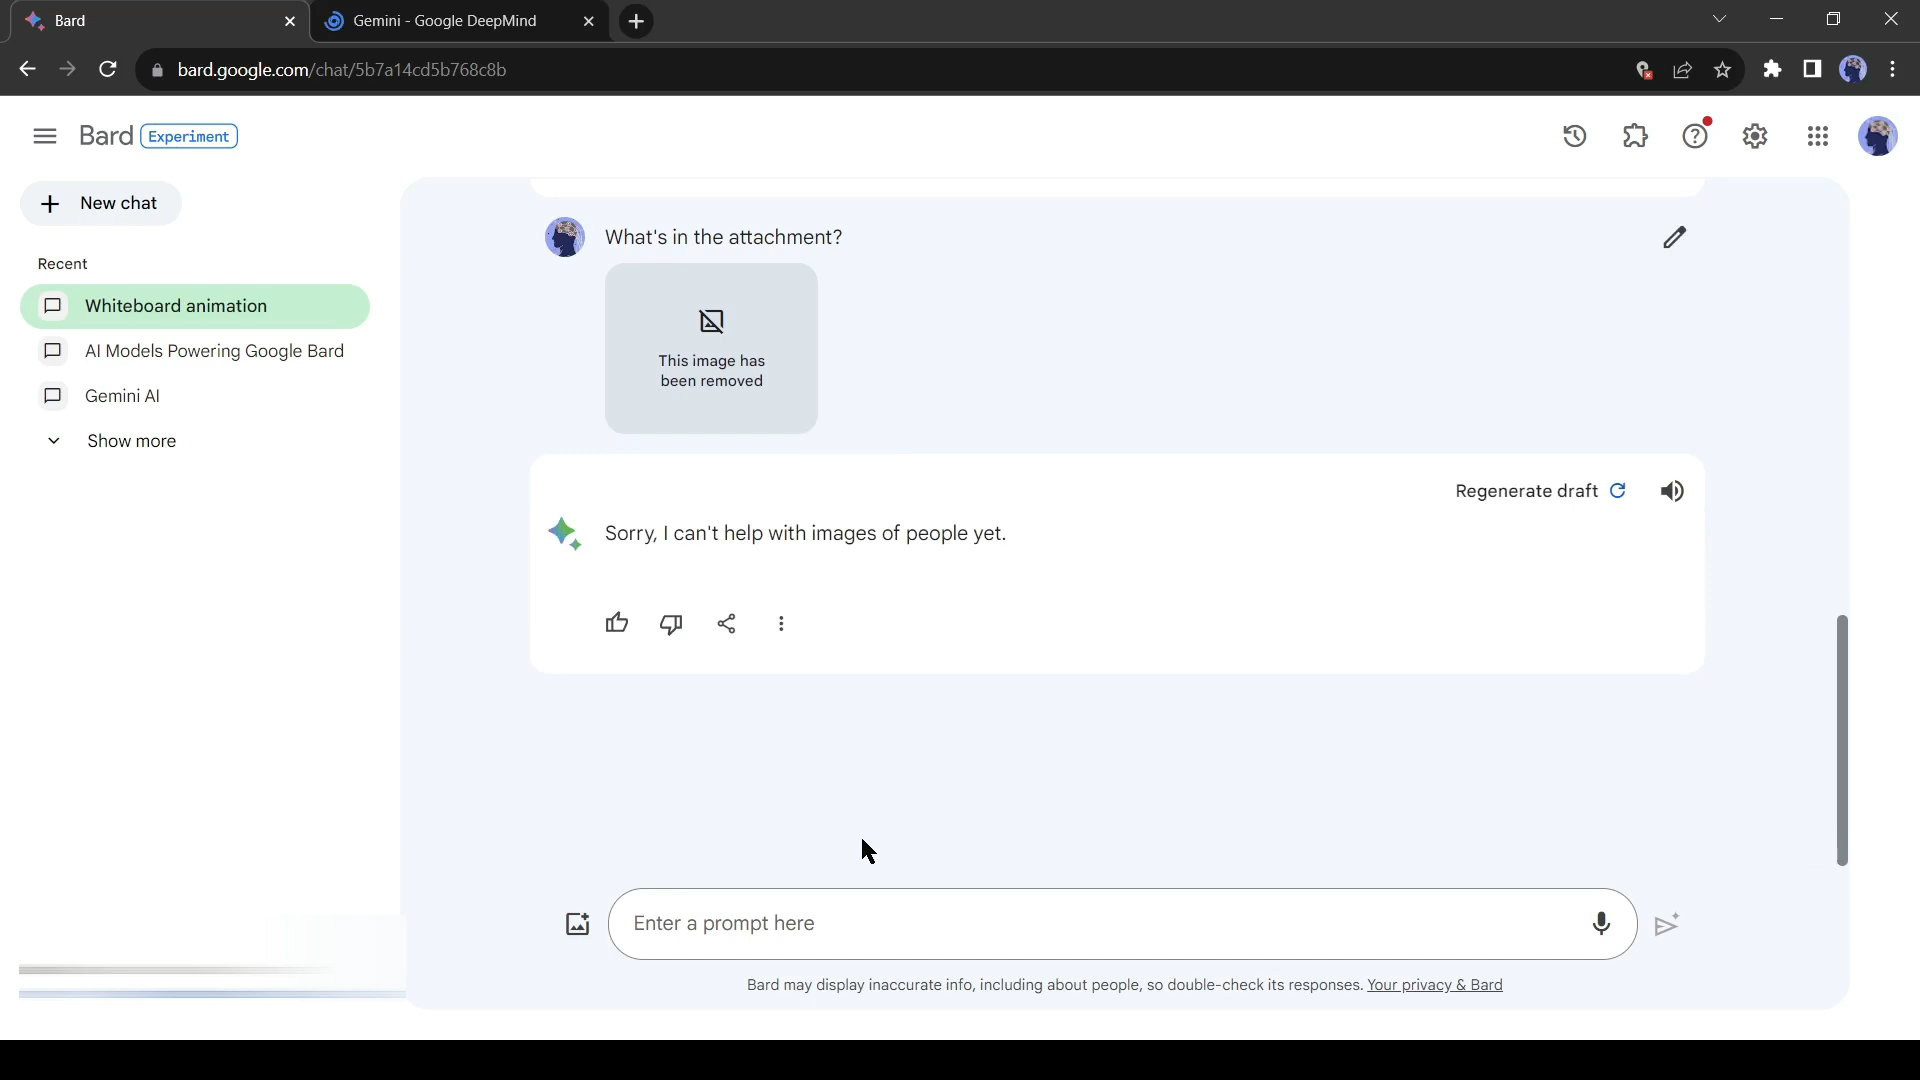 Bard
Gemini - Google DeepMind
bard.google.com/chat/5b7a14cd5b768c8b
Bard Experiment
New chat
Recent
Whiteboard animation
AI Models Powering Google Bard
Gemini AI
Show more
What's in the attachment?
This image has
been removed
Regenerate draft
Sorry, I can't help with images of people yet.
Enter a prompt here
Bard may display inaccurate info, including about people, so double-check its responses. Your privacy & Bard